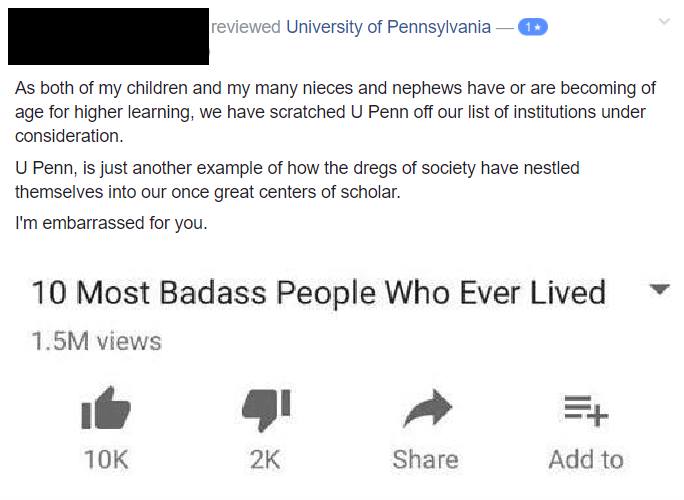 reviewed University of Pennsylvania — 1★
As both of my children and my many nieces and nephews have or are becoming of
age for higher learning, we have scratched U Penn off our list of institutions under
consideration.
U Penn, is just another example of how the dregs of society have nestled
themselves into our once great centers of scholar.
I'm embarrassed for you.
10 Most Badass People Who Ever Lived
1.5M views
10K 2K Share Add to